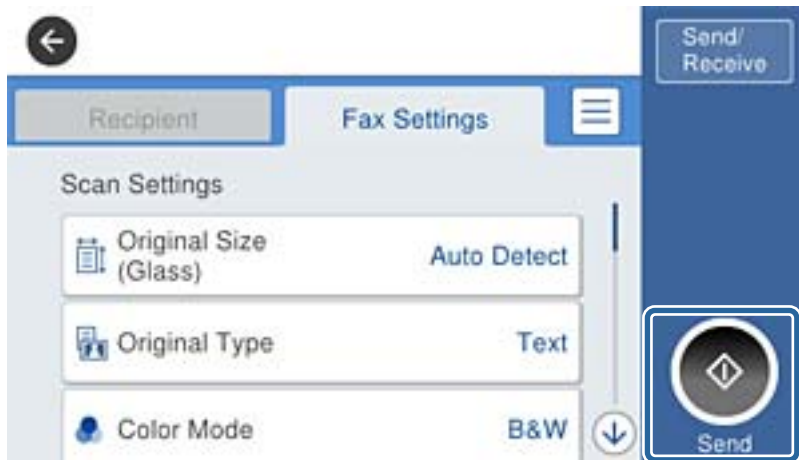 Send/
Receive
Recipient
Fax Settings
Scan Settings
Original Size
(Glass)
Auto Detect
Original Type
Text
Color Mode
B&W
Send